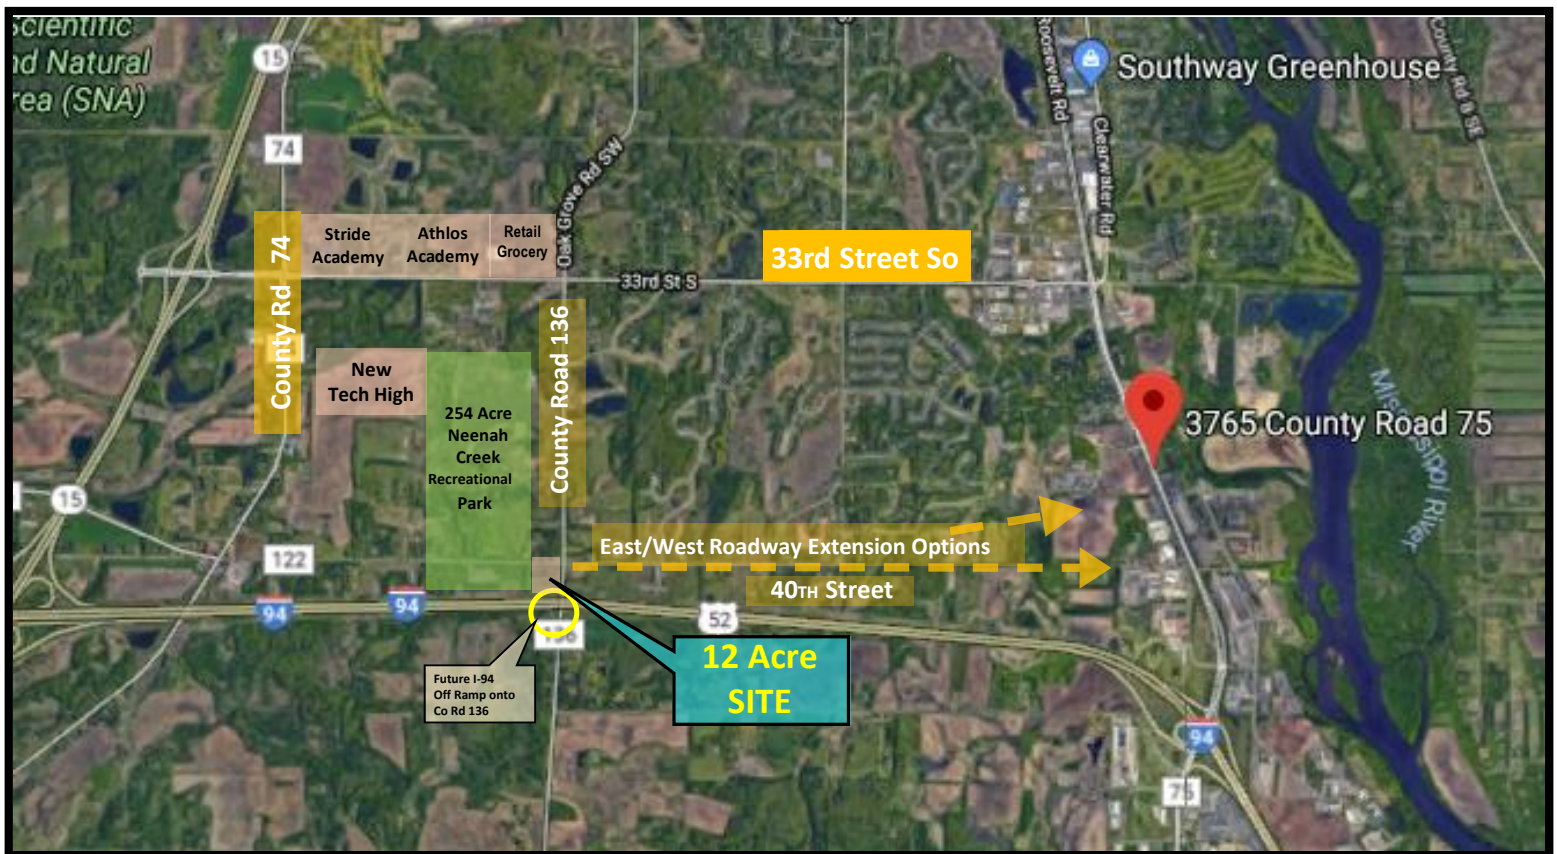 Scientific
and Natural
Area (SNA)
15
74
Oak Grove Rd SW
Roosevelt Rd
Clearwater Rd
Southway Greenhouse
County Rd 8 SE
County Rd 74
Stride
Academy
Athlos
Academy
Retail
Grocery
33rd Street So
33rd St S
County Road 136
New
Tech High
254 Acre
Neenah
Creek
Recreational
Park
3765 County Road 75
Mississippi River
15
122
East/West Roadway Extension Options
40TH Street
94
94
52
136
12 Acre
SITE
Future I-94
Off Ramp onto
Co Rd 136
94
75